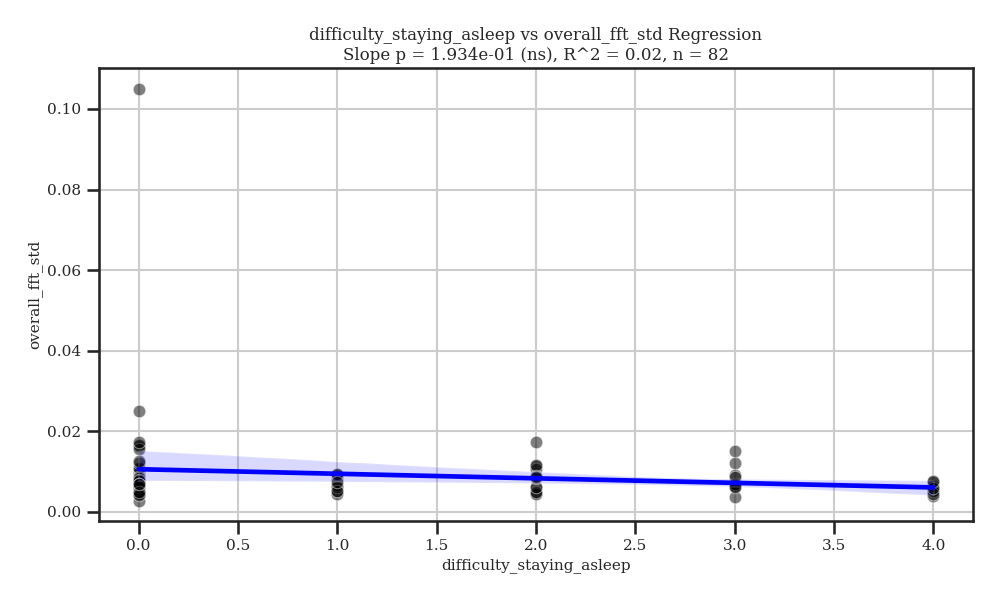 difficulty_staying_asleep vs overall_fft_std Regression
Slope p = 1.934e-01 (ns), R^2 = 0.02, n = 82
overall_fft_std
0.10
0.08
0.06
0.04
0.02
0.00
0.0 0.5 1.0 1.5 2.0 2.5 3.0 3.5 4.0
difficulty_staying_asleep